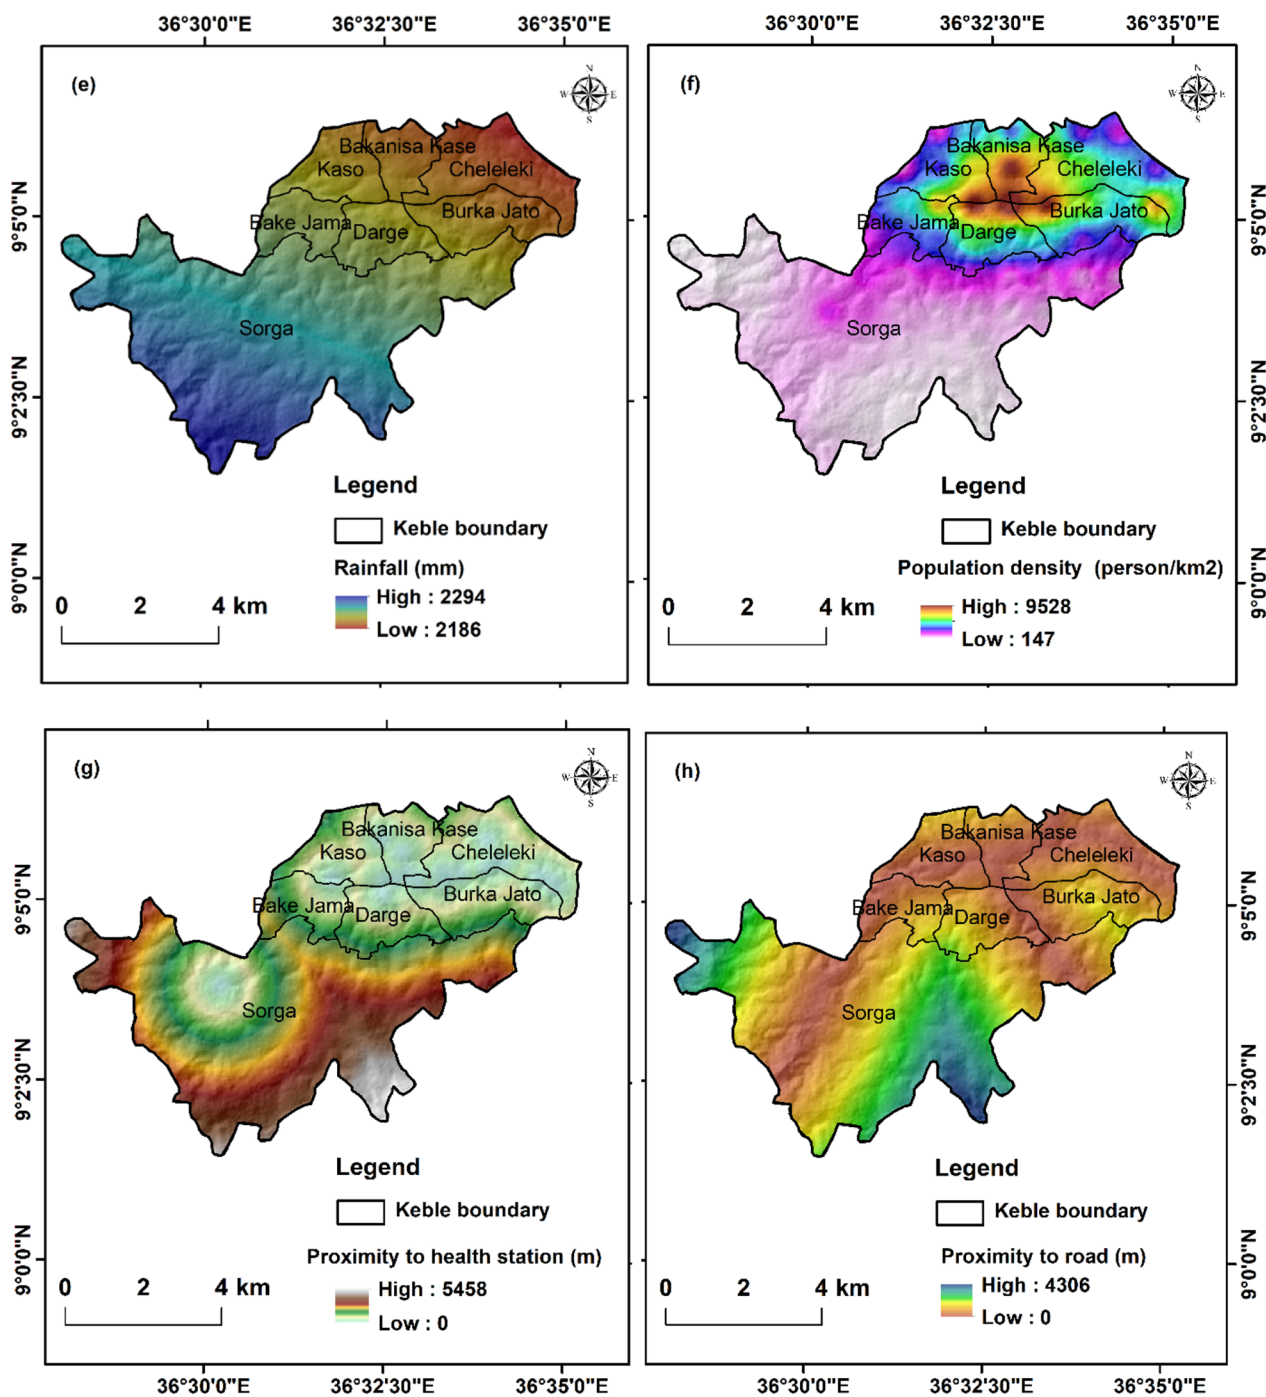 36°30'0"E 36°32'30"E 36°35'0"E
36°30'0"E 36°32'30"E 36°35'0"E
(e)
N
W E
S
Bakanisa Kase
Kaso
Cheleleki
Burka Jato
Bake Jama
Darge
Sorga
9°5'0"N
9°2'30"N
9°0'0"N
Legend
Keble boundary
Rainfall (mm)
High : 2294
Low : 2186
0 2 4 km
(f)
N
W E
S
Bakanisa Kase
Kaso
Cheleleki
Burka Jato
Bake Jama
Darge
Sorga
9°5'0"N
9°2'30"N
9°0'0"N
Legend
Keble boundary
Population density (person/km2)
High : 9528
Low : 147
0 2 4 km
(g)
N
W E
S
Bakanisa Kase
Kaso
Cheleleki
Burka Jato
Bake Jama
Darge
Sorga
9°5'0"N
9°2'30"N
9°0'0"N
Legend
Keble boundary
Proximity to health station (m)
High : 5458
Low : 0
0 2 4 km
(h)
N
W E
S
Bakanisa Kase
Kaso
Cheleleki
Burka Jato
Bake Jama
Darge
Sorga
9°5'0"N
9°2'30"N
9°0'0"N
Legend
Keble boundary
Proximity to road (m)
High : 4306
Low : 0
0 2 4 km
36°30'0"E 36°32'30"E 36°35'0"E
36°30'0"E 36°32'30"E 36°35'0"E